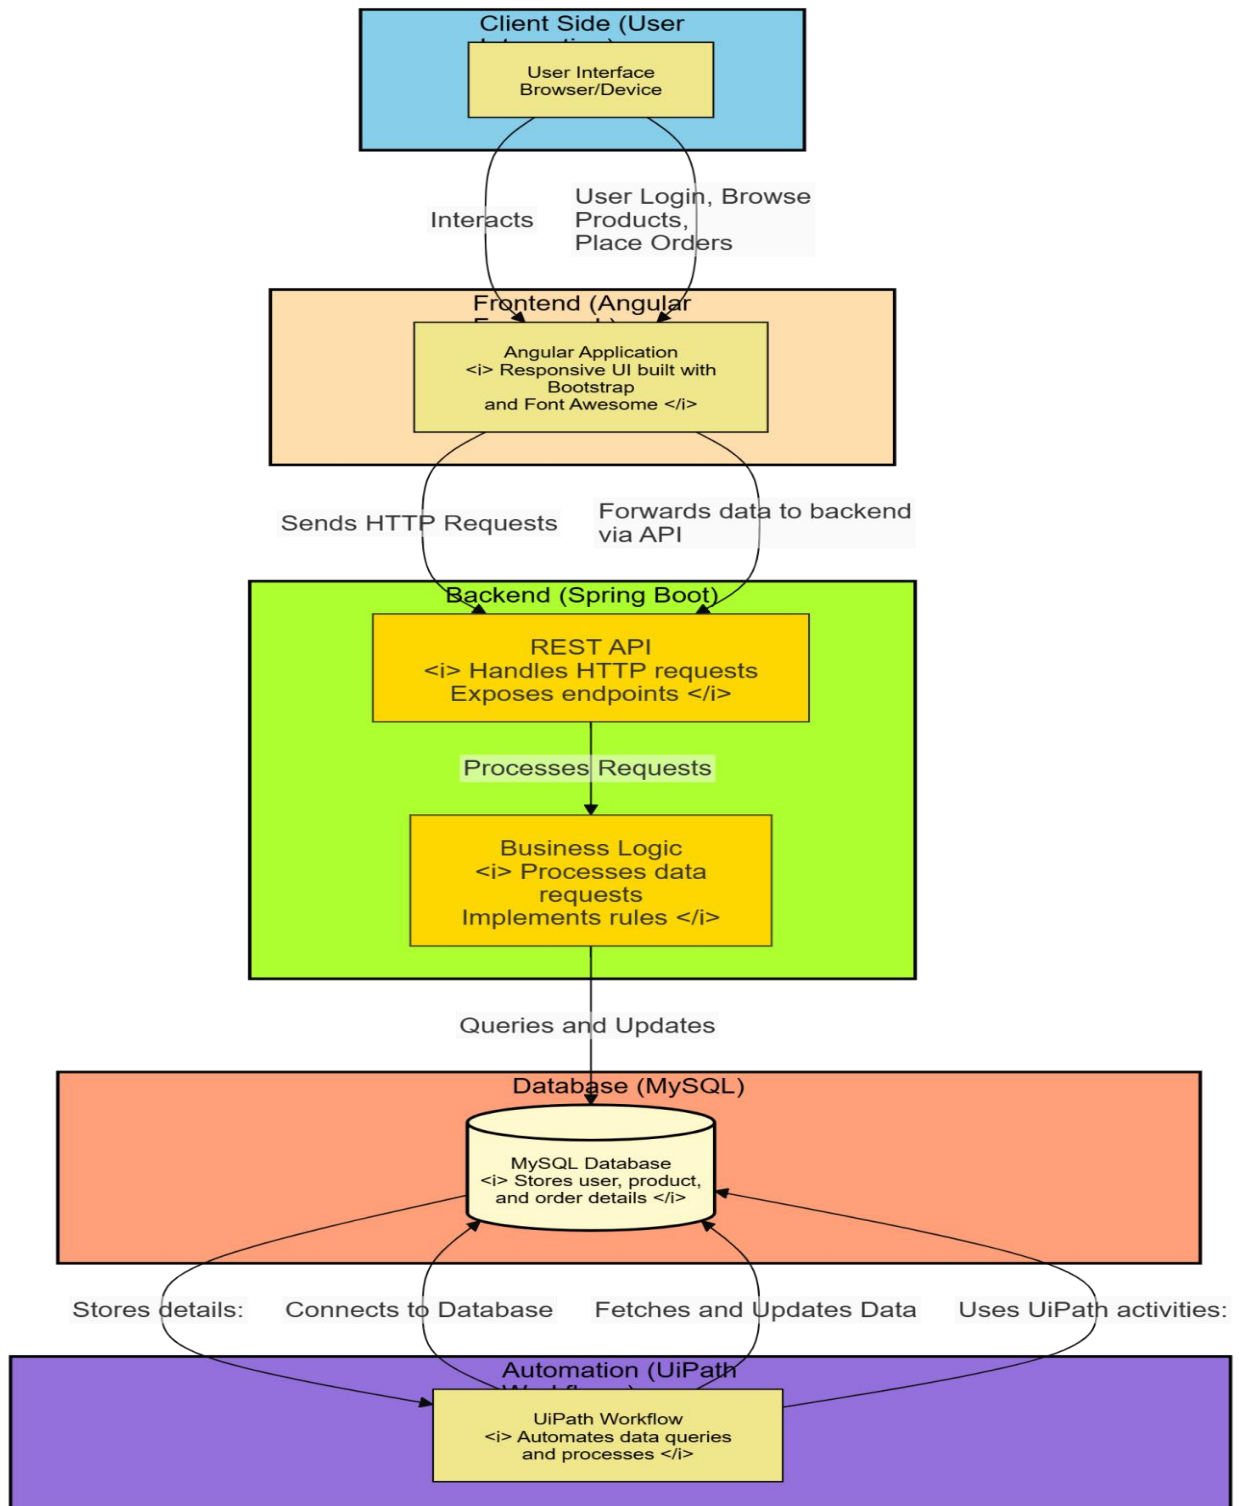 Client Side (User
User Interface
Browser/Device
Interacts
User Login, Browse
Products,
Place Orders
Frontend (Angular
Angular Application
<i> Responsive UI built with
Bootstrap
and Font Awesome </i>
Sends HTTP Requests
Forwards data to backend
via API
Backend (Spring Boot)
REST API
<i> Handles HTTP requests
Exposes endpoints </i>
Processes Requests
Business Logic
<i> Processes data
requests
Implements rules </i>
Queries and Updates
Database (MySQL)
MySQL Database
<i> Stores user, product,
and order details </i>
Stores details:
Connects to Database
Fetches and Updates Data
Uses UiPath activities:
Automation (UiPath
UiPath Workflow
<i> Automates data queries
and processes </i>